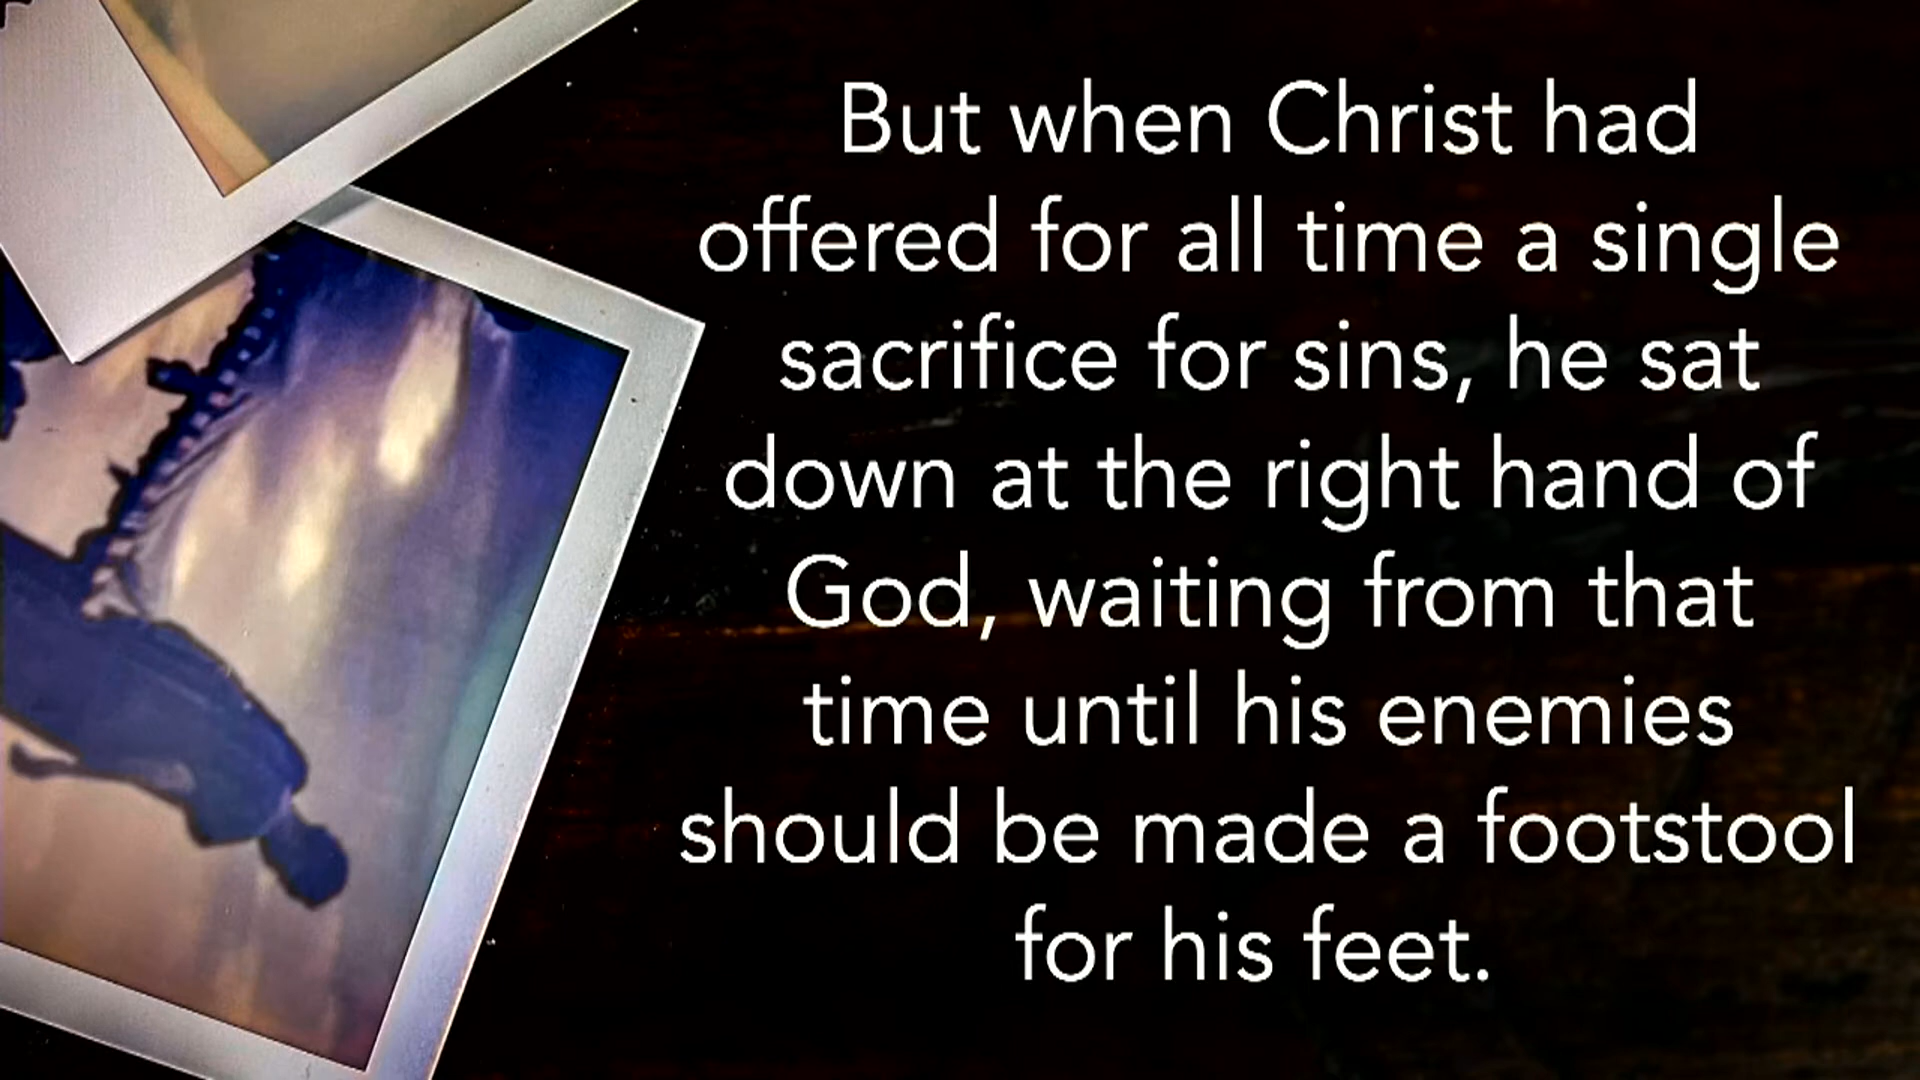 But when Christ had
offered for all time a single
sacrifice for sins, he sat
down at the right hand of
God, waiting from that
time until his enemies
should be made a footstool
for his feet.